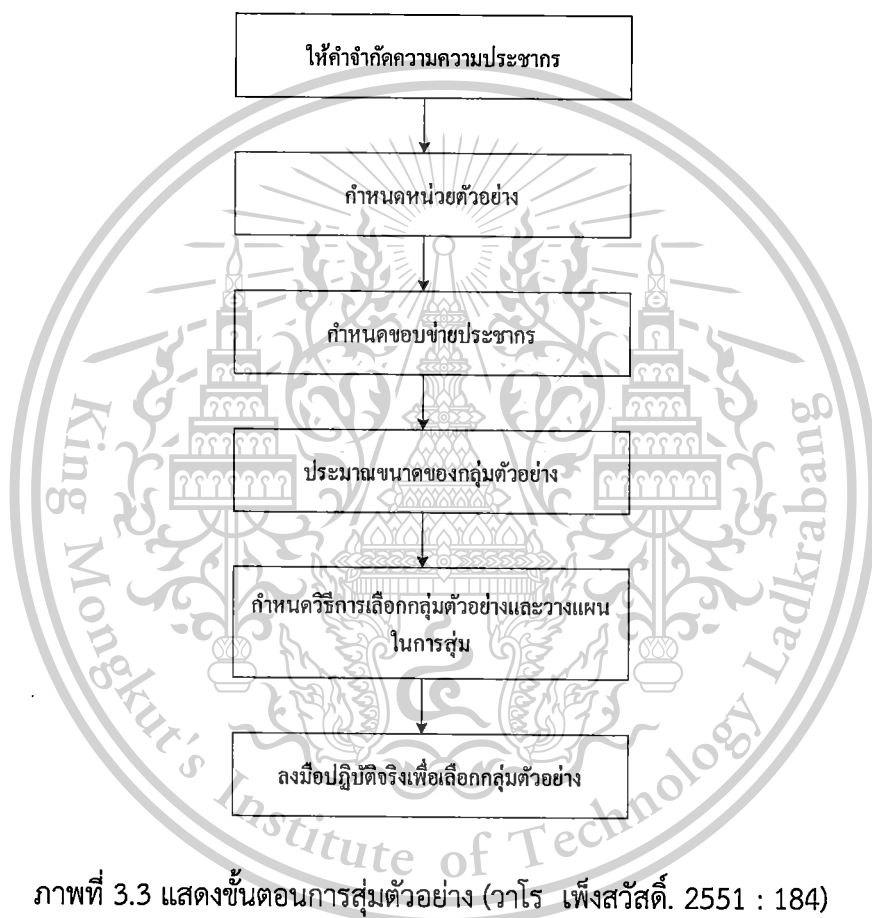 ให้คำจำกัดความความประชากร
กำหนดหน่วยตัวอย่าง
กำหนดขอบข่ายประชากร
ประมาณขนาดของกลุ่มตัวอย่าง
กำหนดวิธีการเลือกกลุ่มตัวอย่างและวางแผน
ในการสุ่ม
ลงมือปฏิบัติจริงเพื่อเลือกกลุ่มตัวอย่าง
King Mongkut's Institute of Technology Ladkrabang
ภาพที่ 3.3 แสดงขั้นตอนการสุ่มตัวอย่าง (วาโร เพ็งสวัสดิ์. 2551 : 184)